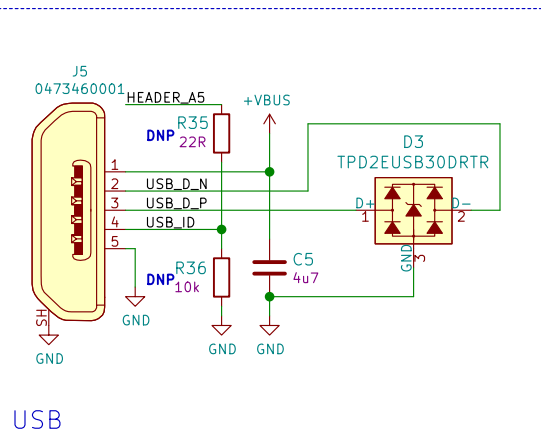 J5
0473460001
HEADER_A5
+VBUS
DNP
R35
22R
D3
TPD2EUSB30DRTR
1
2
USB_D_N
3
USB_D_P
4
USB_ID
5
D+
1
D-
2
GND
3
DNP
R36
10k
C5
4u7
SH
GND
GND
GND
GND
USB